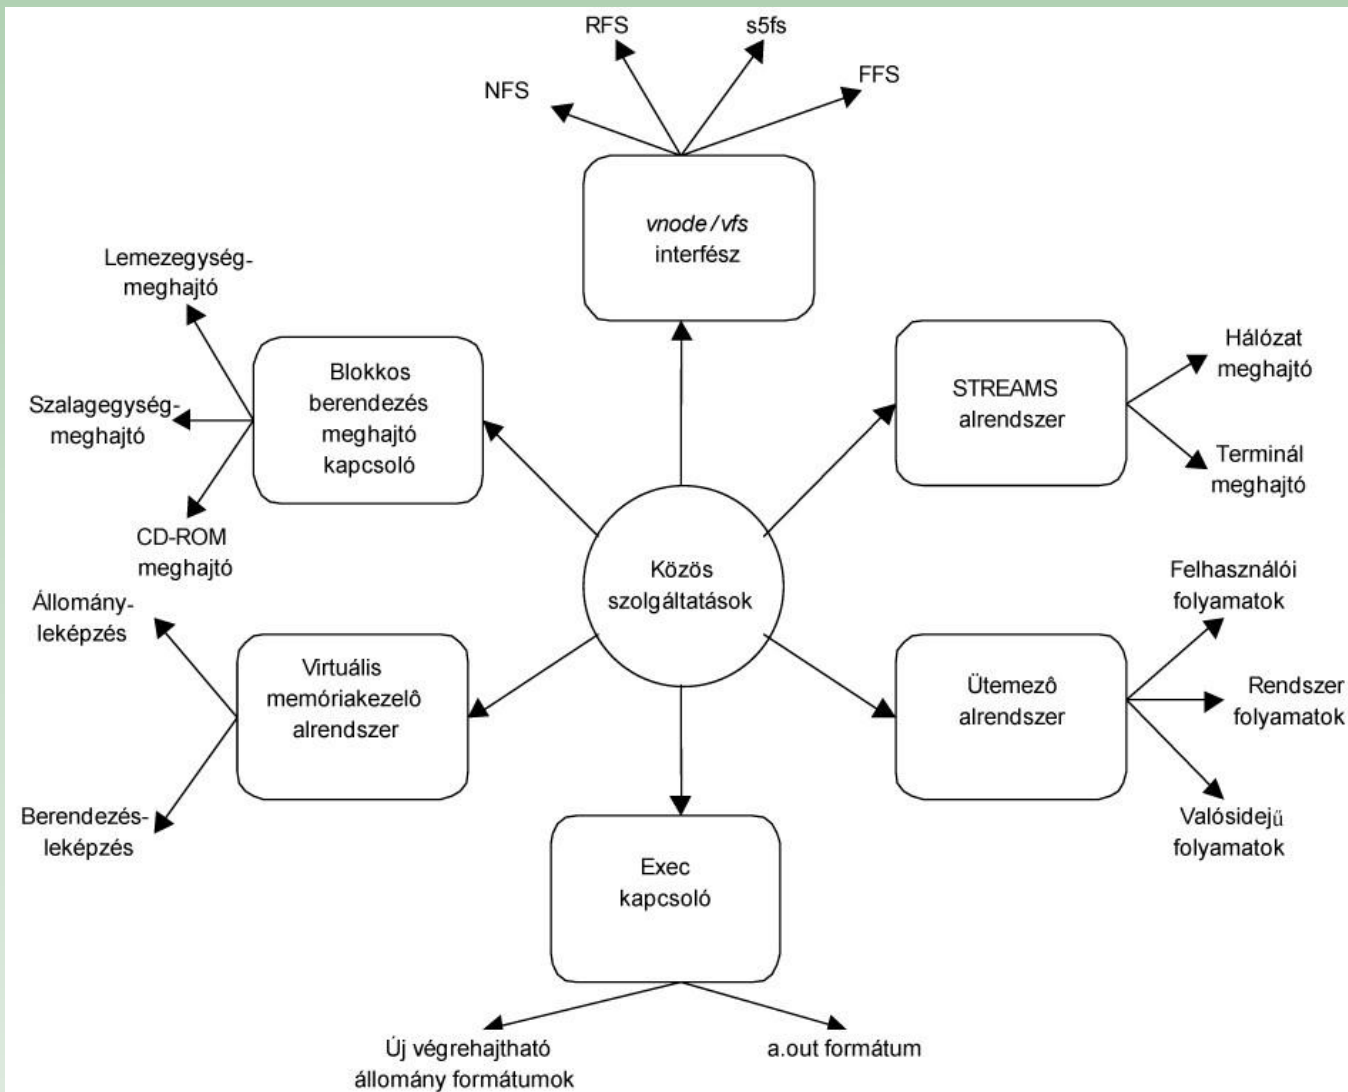 RFS
s5fs
NFS
FFS
vnode/vfs
interfész
Lemezegység-
meghajtó
Szalagegység-
meghajtó
CD-ROM
meghajtó
Blokkos
berendezés
meghajtó
kapcsoló
STREAMS
alrendszer
Hálózat
meghajtó
Terminál
meghajtó
Közös
szolgáltatások
Állomány-
leképzés
Berendezés-
leképzés
Virtuális
memóriakezelô
alrendszer
Ütemezô
alrendszer
Felhasználói
folyamatok
Rendszer
folyamatok
Valósidejű
folyamatok
Exec
kapcsoló
Új végrehajtható
állomány formátumok
a.out formátum